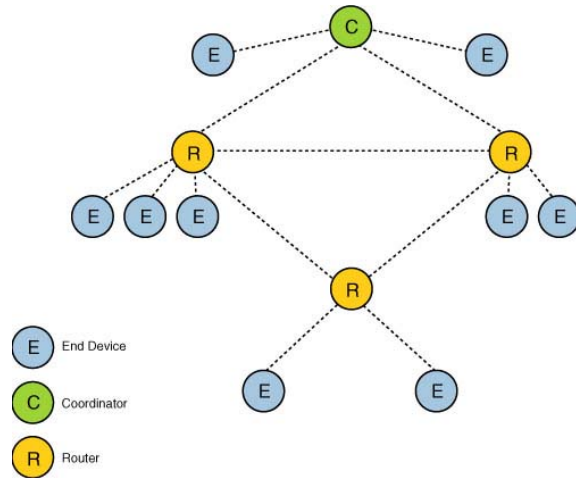 C
E E
R R
E E E E E
R
E End Device
E E
C Coordinator
R Router